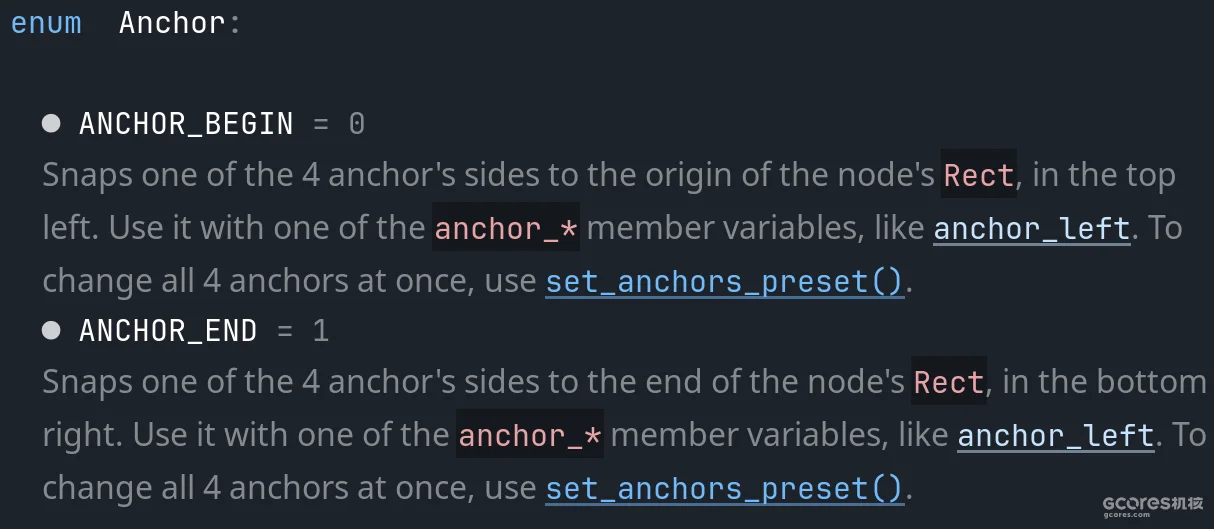 enum Anchor:
● ANCHOR_BEGIN = 0
Snaps one of the 4 anchor's sides to the origin of the node's Rect, in the top
left. Use it with one of the anchor_* member variables, like anchor_left. To
change all 4 anchors at once, use set_anchors_preset().
● ANCHOR_END = 1
Snaps one of the 4 anchor's sides to the end of the node's Rect, in the bottom
right. Use it with one of the anchor_* member variables, like anchor_left. To
change all 4 anchors at once, use set_anchors_preset().
GCORES机核
gcores.com